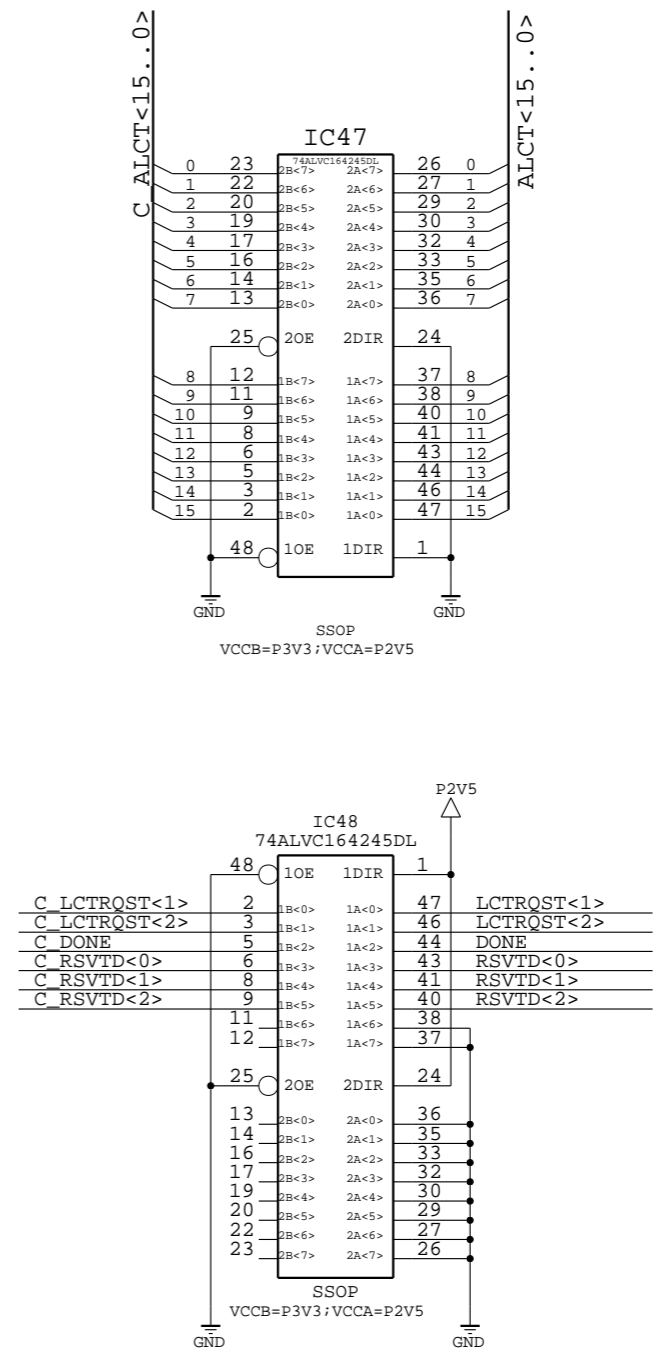 C_ALCT<15..0>
ALCT<15..0>
IC47
74ALVC164245DL
0 23 2B<7> 2A<7> 26 0
1 22 2B<6> 2A<6> 27 1
2 20 2B<5> 2A<5> 29 2
3 19 2B<4> 2A<4> 30 3
4 17 2B<3> 2A<3> 32 4
5 16 2B<2> 2A<2> 33 5
6 14 2B<1> 2A<1> 35 6
7 13 2B<0> 2A<0> 36 7
25 2OE 2DIR 24
8 12 1B<7> 1A<7> 37 8
9 11 1B<6> 1A<6> 38 9
10 9 1B<5> 1A<5> 40 10
11 8 1B<4> 1A<4> 41 11
12 6 1B<3> 1A<3> 43 12
13 5 1B<2> 1A<2> 44 13
14 3 1B<1> 1A<1> 46 14
15 2 1B<0> 1A<0> 47 15
48 1OE 1DIR 1
GND GND
SSOP
VCCB=P3V3;VCCA=P2V5
P2V5
IC48
74ALVC164245DL
48 1OE 1DIR 1
C_LCTRQST<1> 2 1B<0> 1A<0> 47 LCTRQST<1>
C_LCTRQST<2> 3 1B<1> 1A<1> 46 LCTRQST<2>
C_DONE 5 1B<2> 1A<2> 44 DONE
C_RSVTD<0> 6 1B<3> 1A<3> 43 RSVTD<0>
C_RSVTD<1> 8 1B<4> 1A<4> 41 RSVTD<1>
C_RSVTD<2> 9 1B<5> 1A<5> 40 RSVTD<2>
11 1B<6> 1A<6> 38
12 1B<7> 1A<7> 37
25 2OE 2DIR 24
13 2B<0> 2A<0> 36
14 2B<1> 2A<1> 35
16 2B<2> 2A<2> 33
17 2B<3> 2A<3> 32
19 2B<4> 2A<4> 30
20 2B<5> 2A<5> 29
22 2B<6> 2A<6> 27
23 2B<7> 2A<7> 26
SSOP
VCCB=P3V3;VCCA=P2V5
GND GND